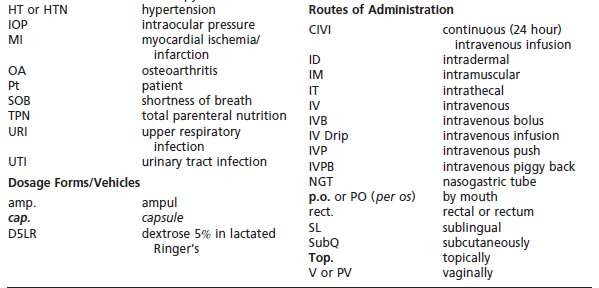 HT or HTN hypertension
IOP intraocular pressure
MI myocardial ischemia/
infarction
OA osteoarthritis
Pt patient
SOB shortness of breath
TPN total parenteral nutrition
URI upper respiratory
infection
UTI urinary tract infection
Dosage Forms/Vehicles
amp. ampul
cap. capsule
D5LR dextrose 5% in lactated
Ringer's
Routes of Administration
CIVI continuous (24 hour)
intravenous infusion
ID intradermal
IM intramuscular
IT intrathecal
IV intravenous
IVB intravenous bolus
IV Drip intravenous infusion
IVP intravenous push
IVPB intravenous piggy back
NGT nasogastric tube
p.o. or PO (per os) by mouth
rect. rectal or rectum
SL sublingual
SubQ subcutaneously
Top. topically
V or PV vaginally